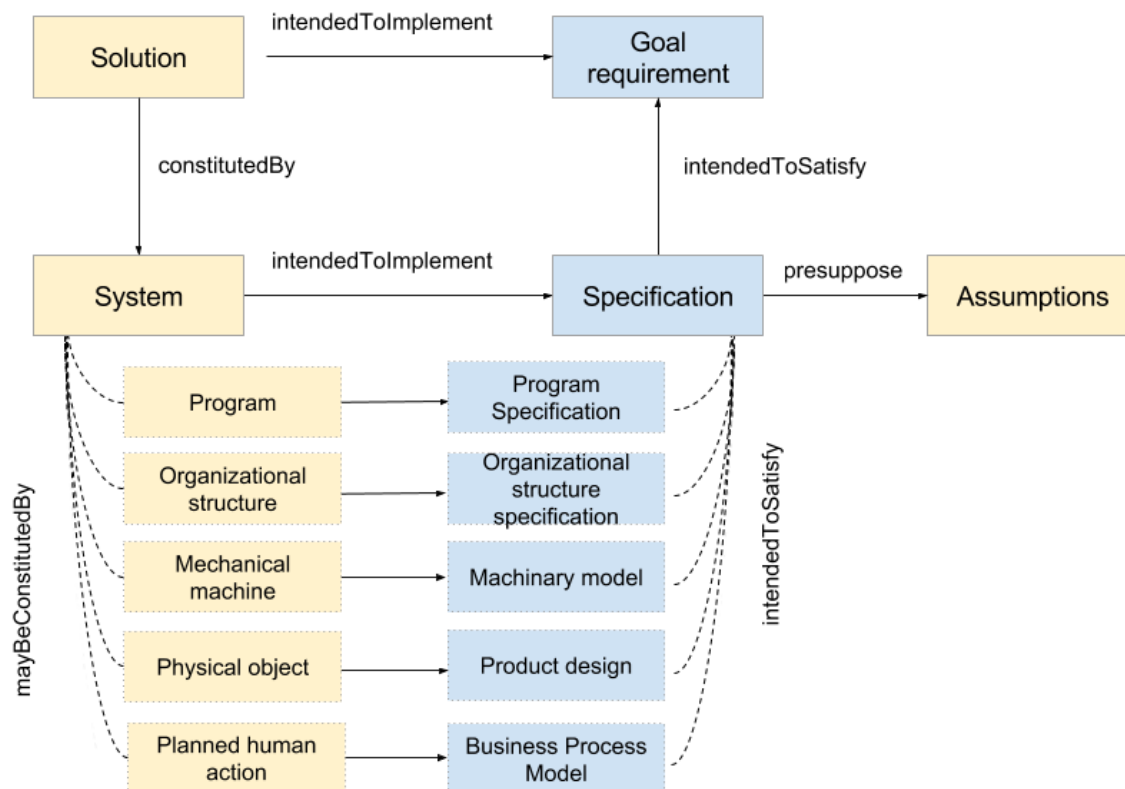 intendedToImplement
Solution
Goal
requirement
constitutedBy
intendedToSatisfy
intendedToImplement
presuppose
System
Specification
Assumptions
Program
Program
Specification
Organizational
structure
Organizational
structure
specification
Mechanical
machine
Machinary model
Physical object
Product design
Planned human
action
Business Process
Model
mayBeConstitutedBy
intendedToSatisfy